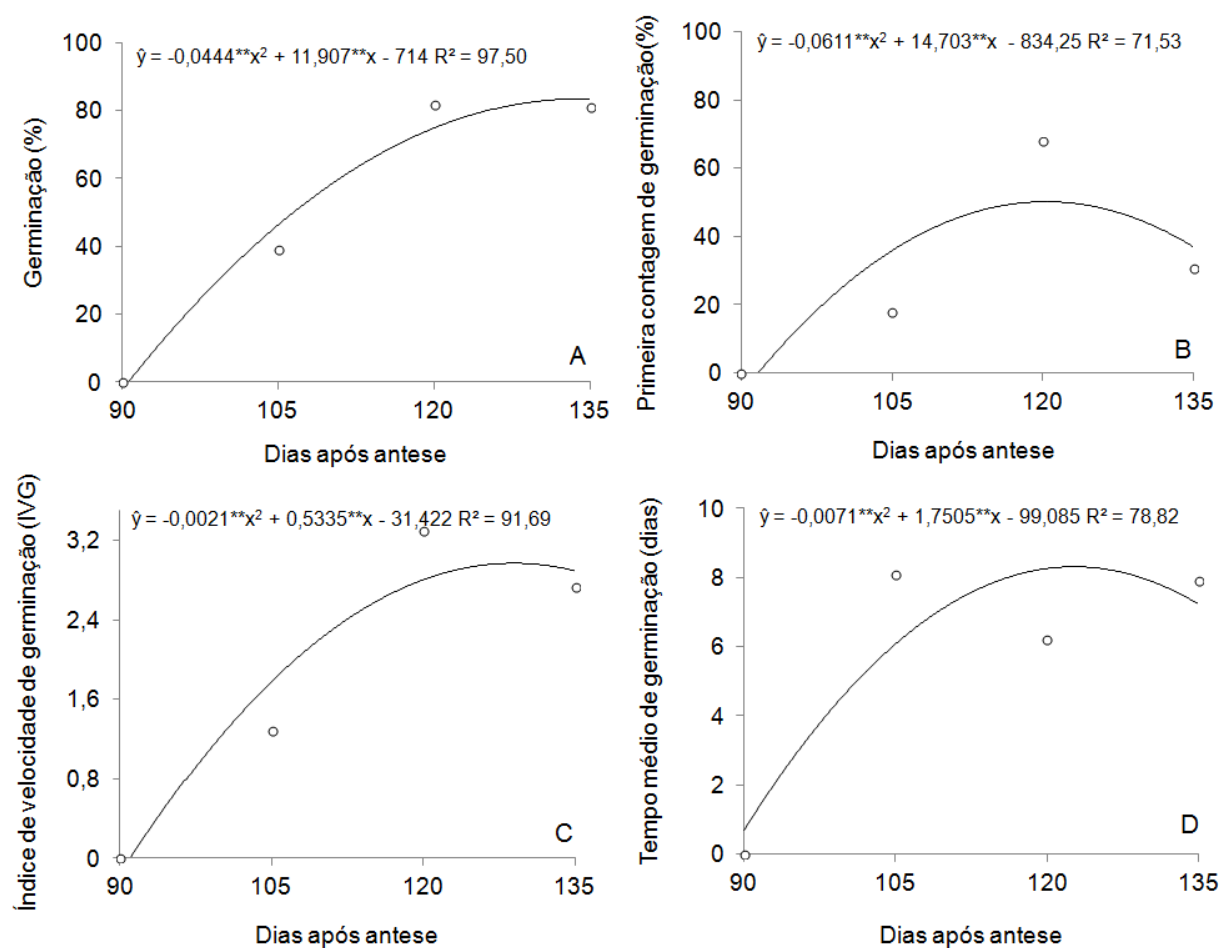 ŷ = -0,0444**x² + 11,907**x - 714 R² = 97,50
Germinação (%)
100
80
60
40
20
0
90 105 120 135
A
Dias após antese
ŷ = -0,0611**x² + 14,703**x - 834,25 R² = 71,53
Primeira contagem de germinação(%)
100
80
60
40
20
0
90 105 120 135
B
Dias após antese
ŷ = -0,0021**x² + 0,5335**x - 31,422 R² = 91,69
Índice de velocidade de germinação (IVG)
3,2
2,4
1,6
0,8
0
90 105 120 135
C
Dias após antese
ŷ = -0,0071**x² + 1,7505**x - 99,085 R² = 78,82
Tempo médio de germinação (dias)
10
8
6
4
2
0
90 105 120 135
D
Dias após antese